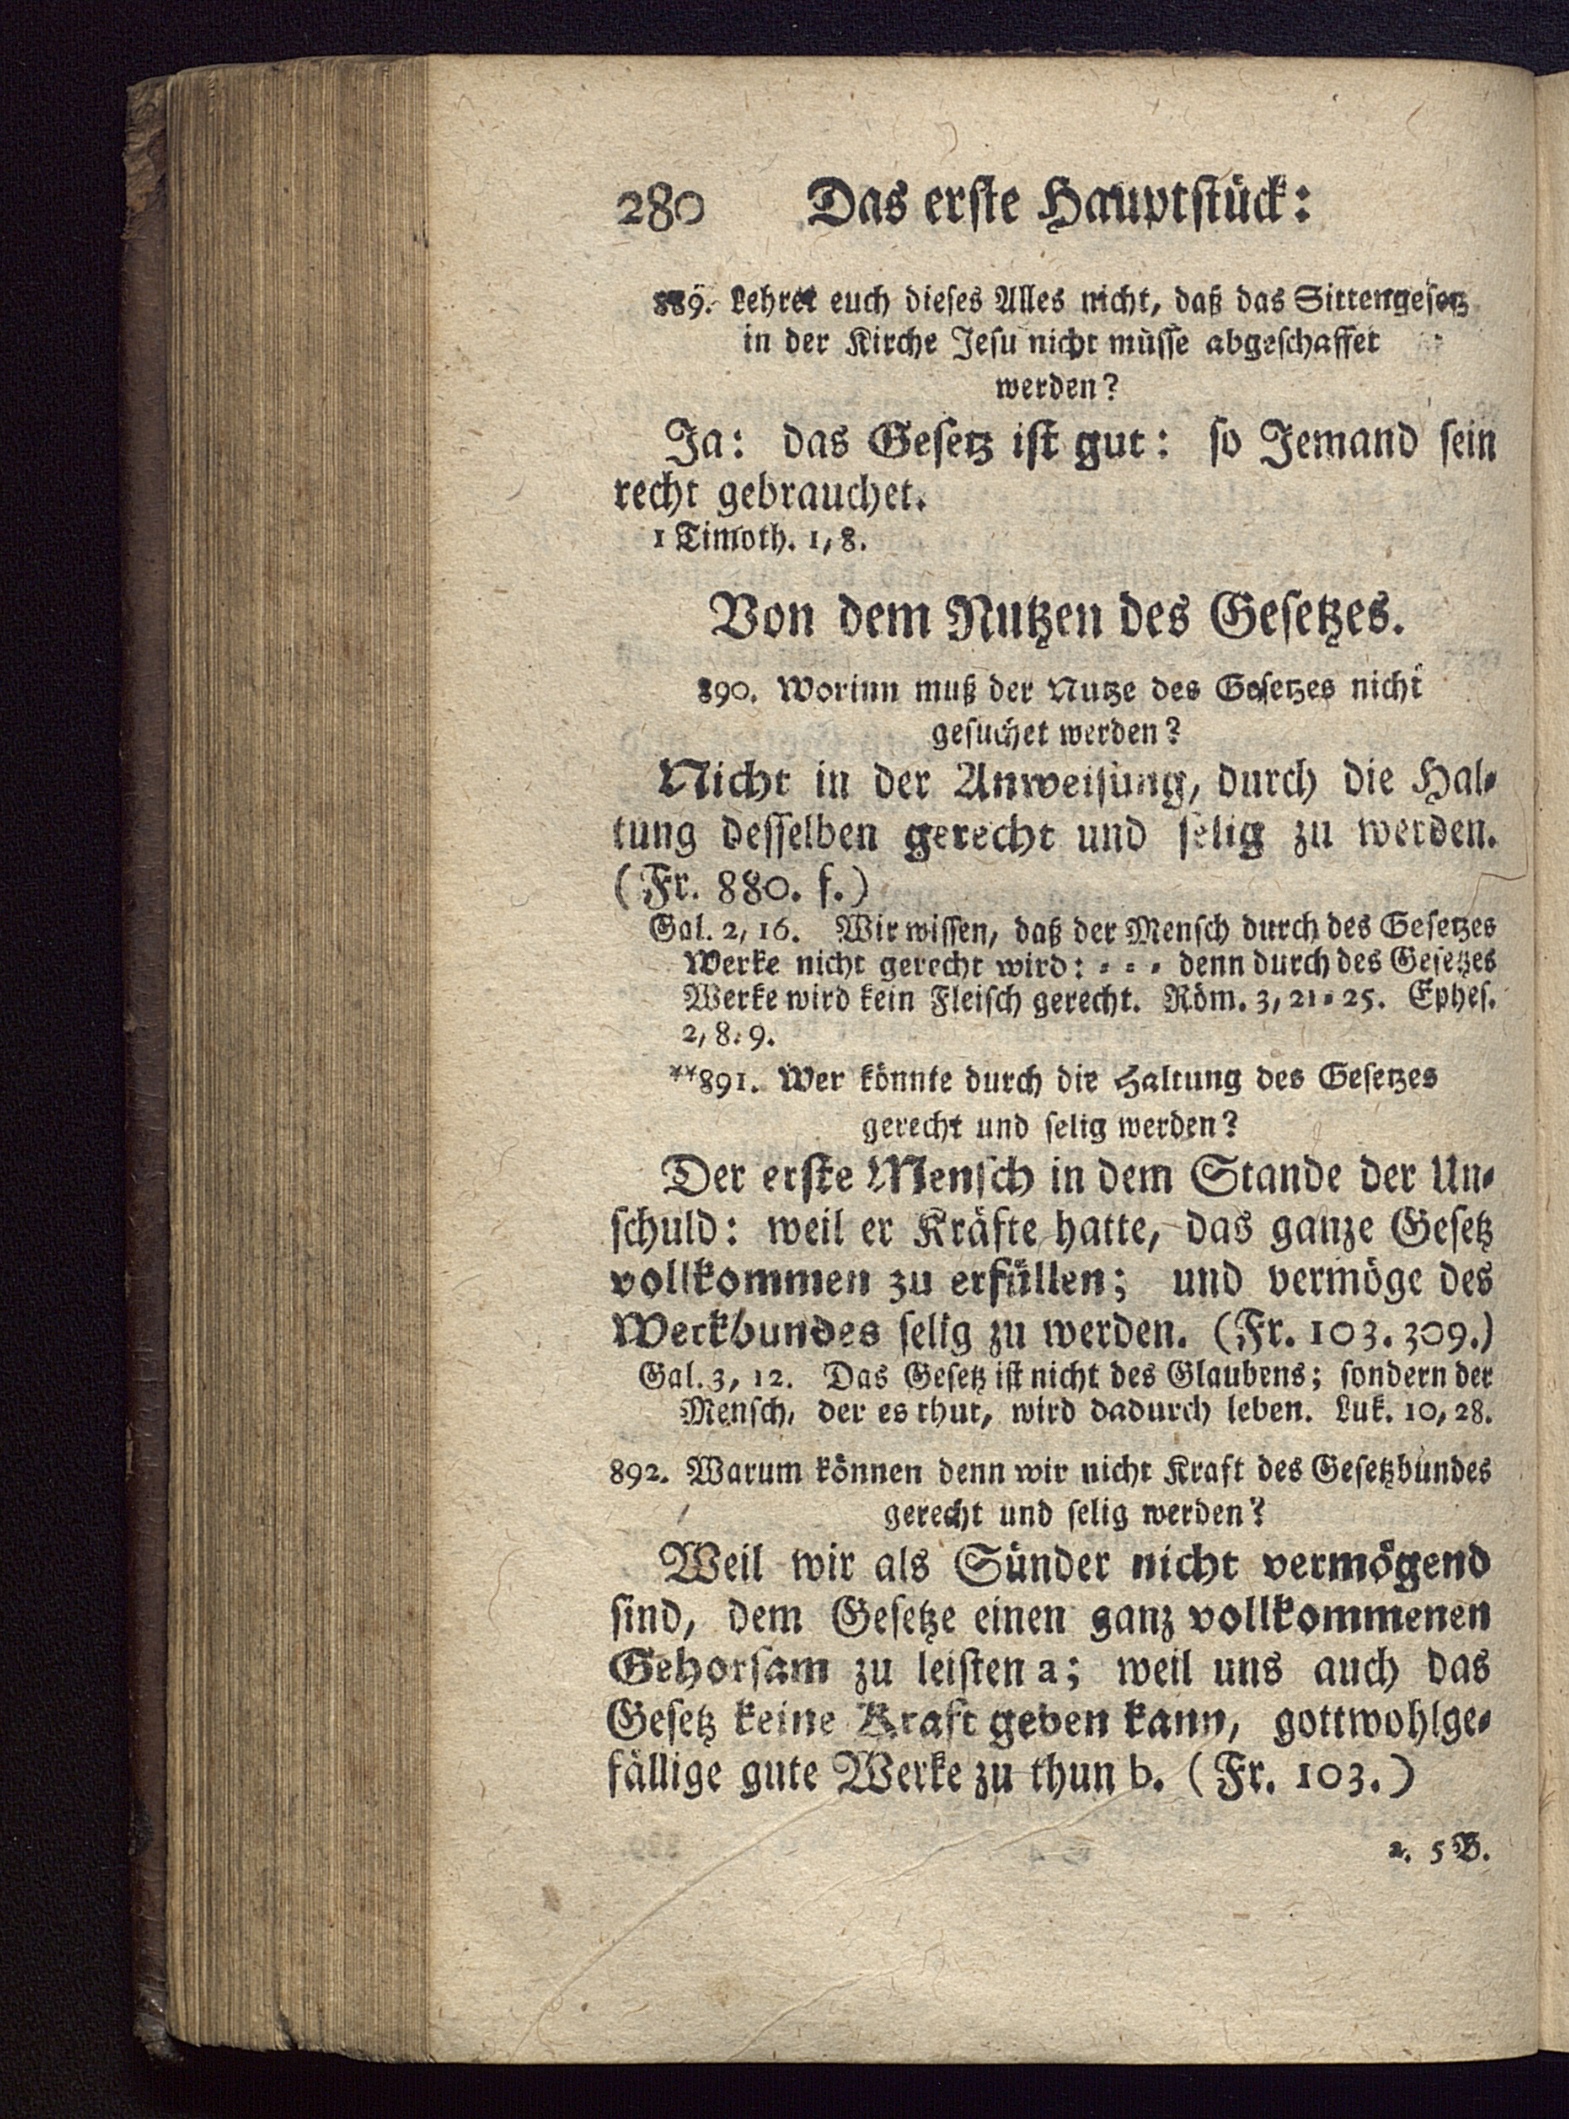 280 Das erſte Hauptſtück:
889. Lehret euch dieſes Alles nicht, daß das Sittengeſetz
in der Kirche Jeſu nicht müſſe abgeſchaffet
werden?
Ja: das Geſetz iſt gut: ſo Jemand ſein
recht gebrauchet.
1 Timoth. 1, 8.
Von dem Nutzen des Geſetzes.
890. Worinn muß der Nutze des Geſetzes nicht
geſuchet werden?
Nicht in der Anweiſung, durch die Hal⸗
tung deſſelben gerecht und ſelig zu werden.
(Fr. 880. f.)
Gal. 2, 16. Wir wiſſen, daß der Menſch durch des Geſetzes
Werke nicht gerecht wird: ⸗ ⸗ ⸗ denn durch des Geſetzes
Werke wird kein Fleiſch gerecht. Röm. 3, 21⸗25. Epheſ.
2, 8. 9.
**891. Wer könnte durch die Haltung des Geſetzes
gerecht und ſelig werden?
Der erſte Menſch in dem Stande der Un⸗
ſchuld: weil er Kräfte hatte, das ganze Geſetz
vollkommen zu erfüllen; und vermöge des
Werkbundes ſelig zu werden. (Fr. 103. 309.)
Gal. 3, 12. Das Geſetz iſt nicht des Glaubens; ſondern der
Menſch, der es thut, wird dadurch leben. Luk. 10, 28.
892. Warum können denn wir nicht Kraft des Geſetzbundes
gerecht und ſelig werden?
Weil wir als Sünder nicht vermögend
ſind, dem Geſetze einen ganz vollkommenen
Gehorſam zu leiſten a; weil uns auch das
Geſetz keine Kraft geben kann, gottwohlge⸗
fällige gute Werke zu thun b. (Fr. 103.)
a. 5 B.